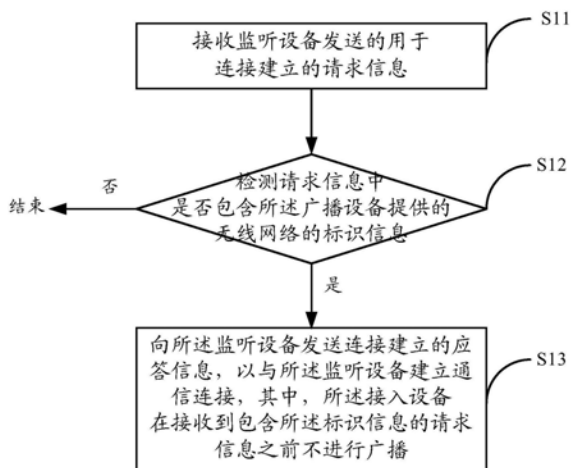 S11
接收监听设备发送的用于
连接建立的请求信息
S12
检测请求信息中
是否包含所述广播设备提供的
无线网络的标识信息
否
结束
是
S13
向所述监听设备发送连接建立的应
答信息，以与所述监听设备建立通
信连接，其中，所述接入设备
在接收到包含所述标识信息的请求
信息之前不进行广播